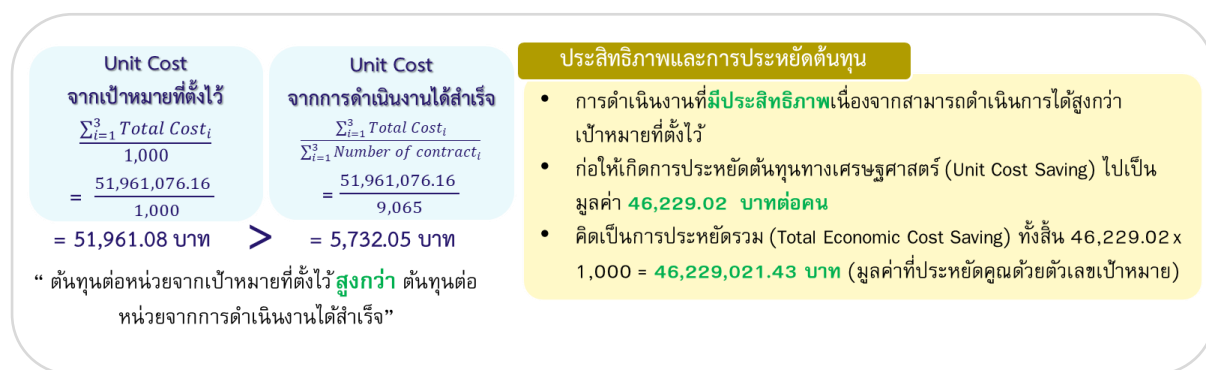 Unit Cost
จากเป้าหมายที่ตั้งไว้
∑³ᵢ₌₁ Total Costᵢ
1,000
= 51,961,076.16
1,000
= 51,961.08 บาท
>
Unit Cost
จากการดำเนินงานได้สำเร็จ
∑³ᵢ₌₁ Total Costᵢ
∑³ᵢ₌₁ Number of contractᵢ
= 51,961,076.16
9,065
= 5,732.05 บาท
“ ต้นทุนต่อหน่วยจากเป้าหมายที่ตั้งไว้ สูงกว่า ต้นทุนต่อ
หน่วยจากการดำเนินงานได้สำเร็จ”
ประสิทธิภาพและการประหยัดต้นทุน
• การดำเนินงานที่มีประสิทธิภาพเนื่องจากสามารถดำเนินการได้สูงกว่า
เป้าหมายที่ตั้งไว้
• ก่อให้เกิดการประหยัดต้นทุนทางเศรษฐศาสตร์ (Unit Cost Saving) ไปเป็น
มูลค่า 46,229.02 บาทต่อคน
• คิดเป็นการประหยัดรวม (Total Economic Cost Saving) ทั้งสิ้น 46,229.02 x
1,000 = 46,229,021.43 บาท (มูลค่าที่ประหยัดคูณด้วยตัวเลขเป้าหมาย)